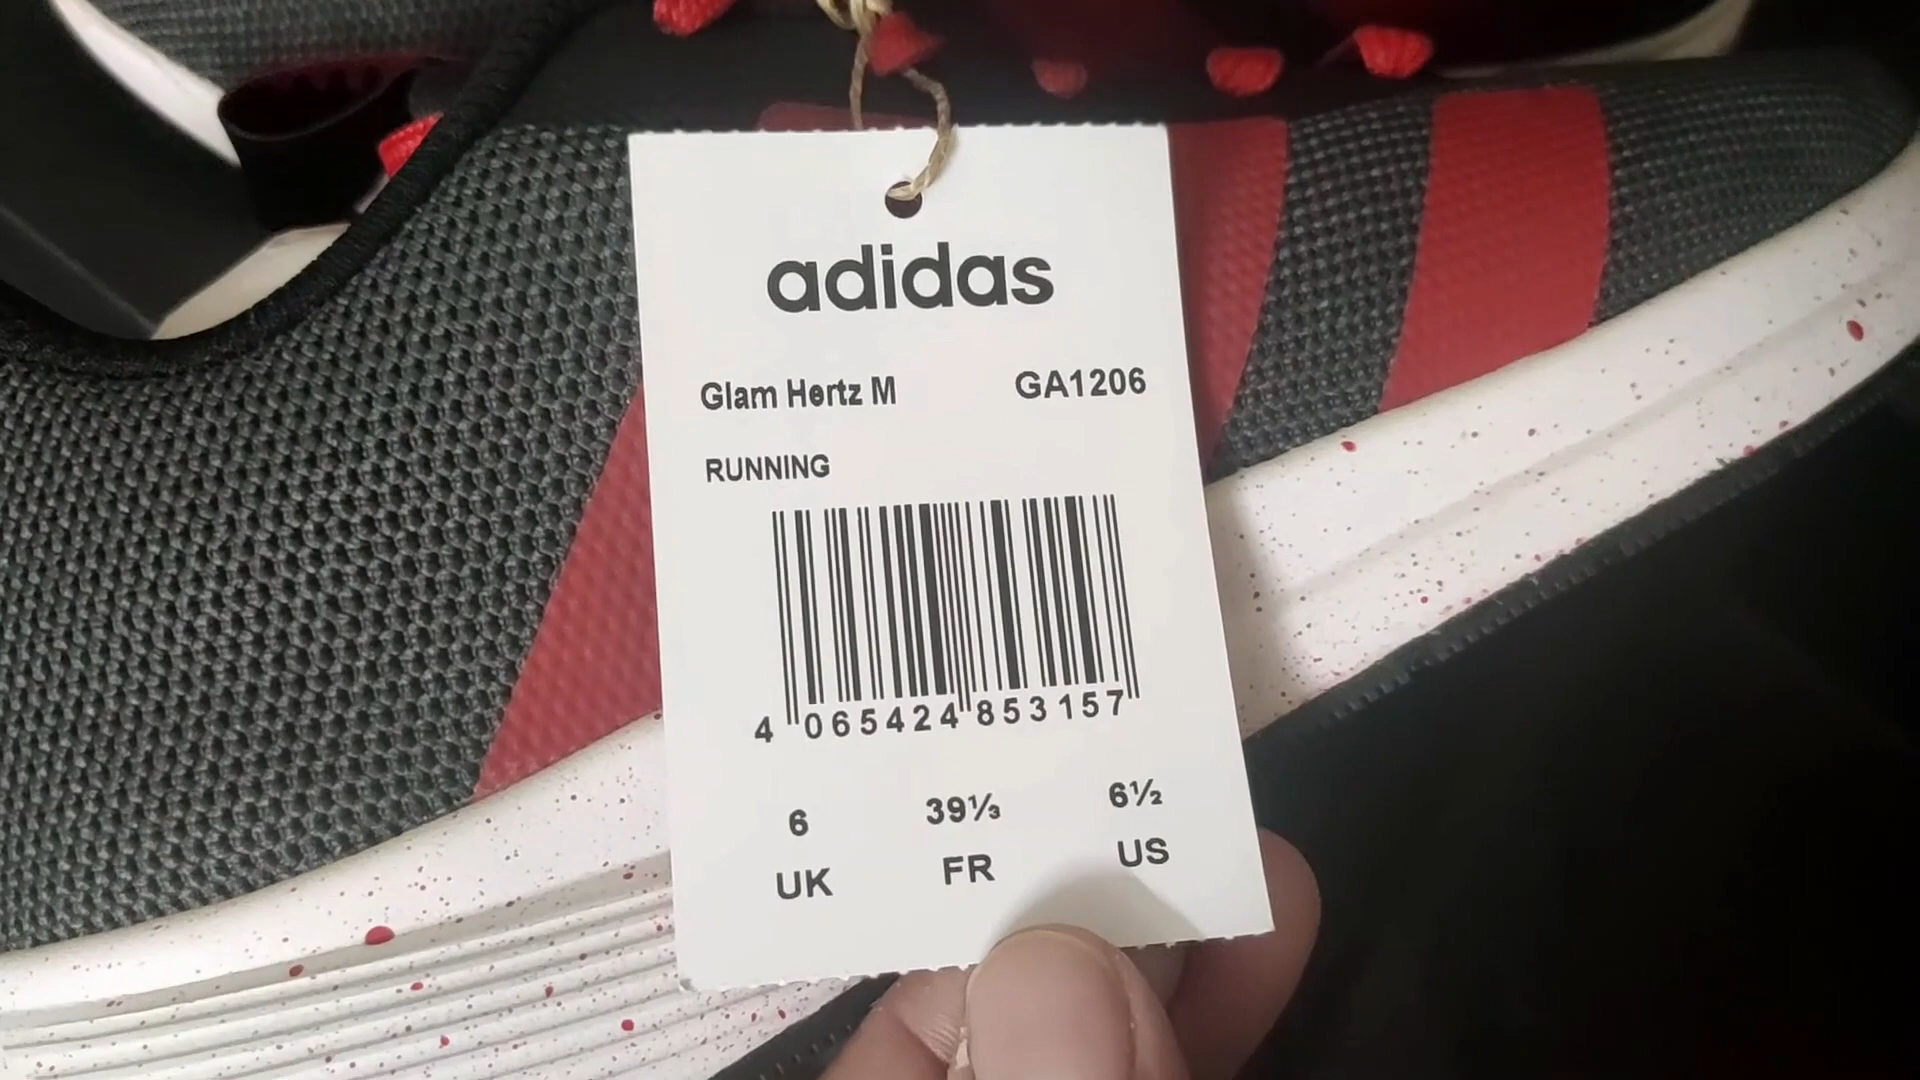 adidas
Glam Hertz M GA1206
RUNNING
4 065424 853157
6 39⅓ 6½
UK FR US